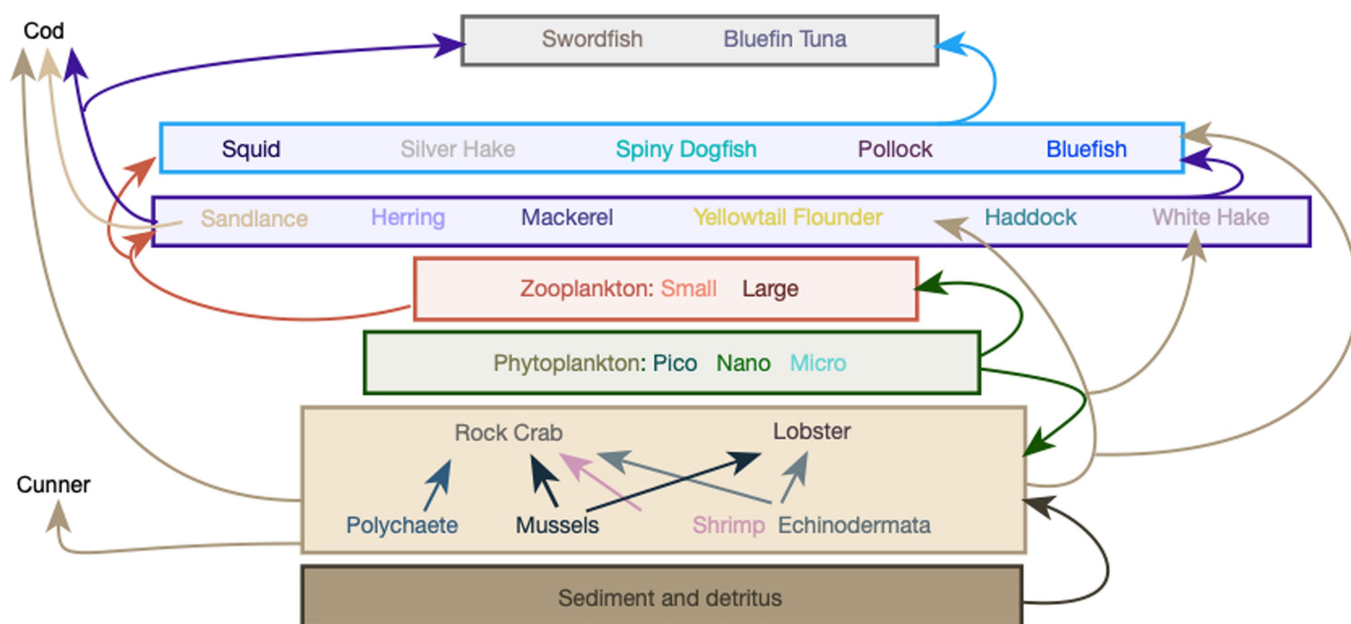 Cod
Swordfish Bluefin Tuna
Squid Silver Hake Spiny Dogfish Pollock Bluefish
Sandlance Herring Mackerel Yellowtail Flounder Haddock White Hake
Zooplankton: Small Large
Phytoplankton: Pico Nano Micro
Rock Crab Lobster
Cunner
Polychaete Mussels Shrimp Echinodermata
Sediment and detritus